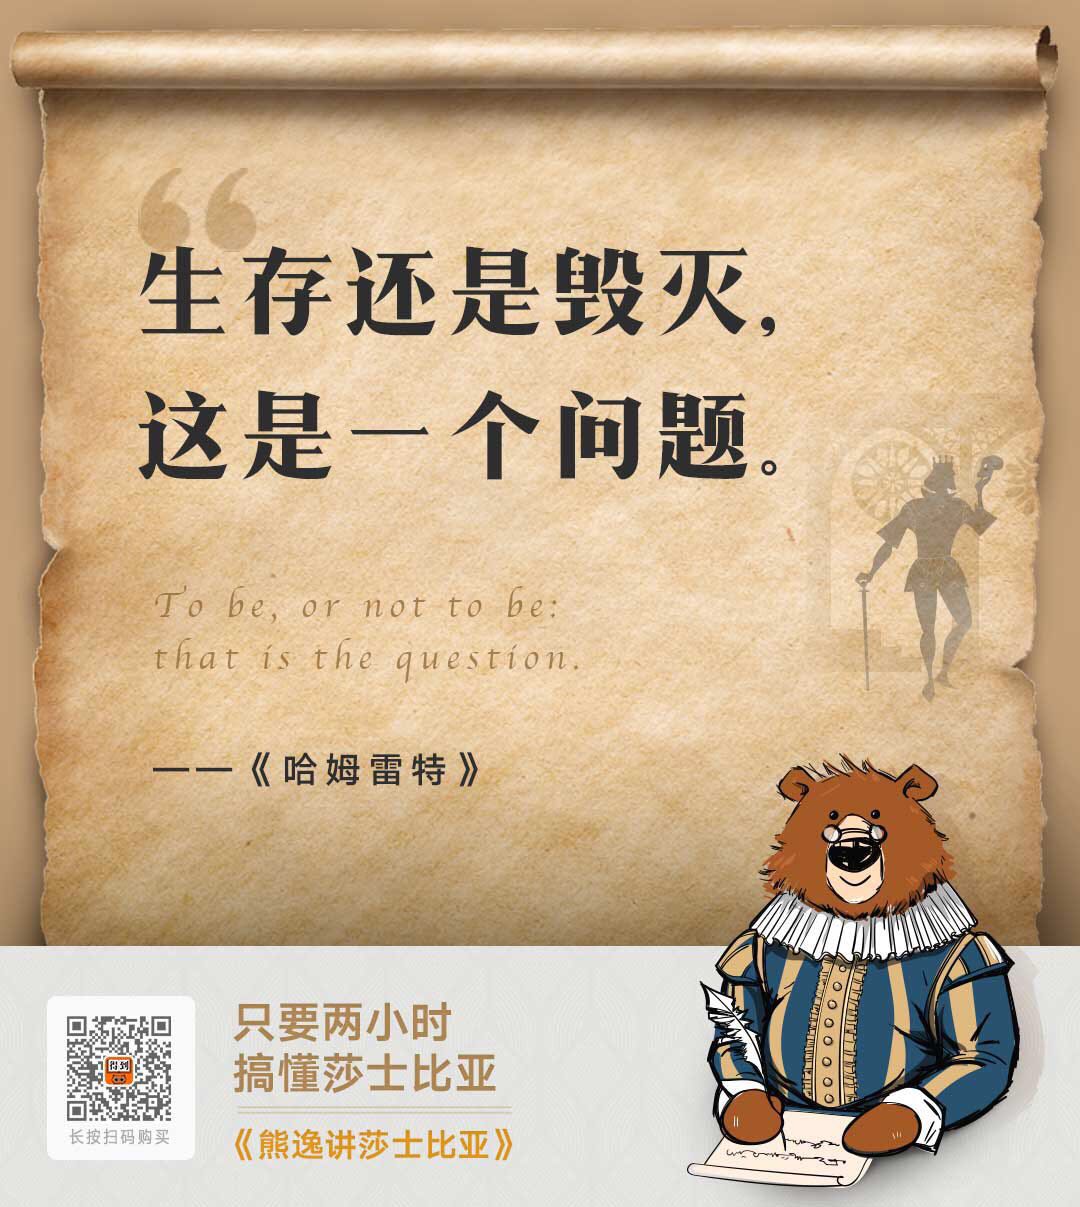 生存还是毁灭，
这是一个问题。
To be, or not to be:
that is the question.
——《哈姆雷特》
只要两小时
搞懂莎士比亚
《熊逸讲莎士比亚》
得到
长按扫码购买